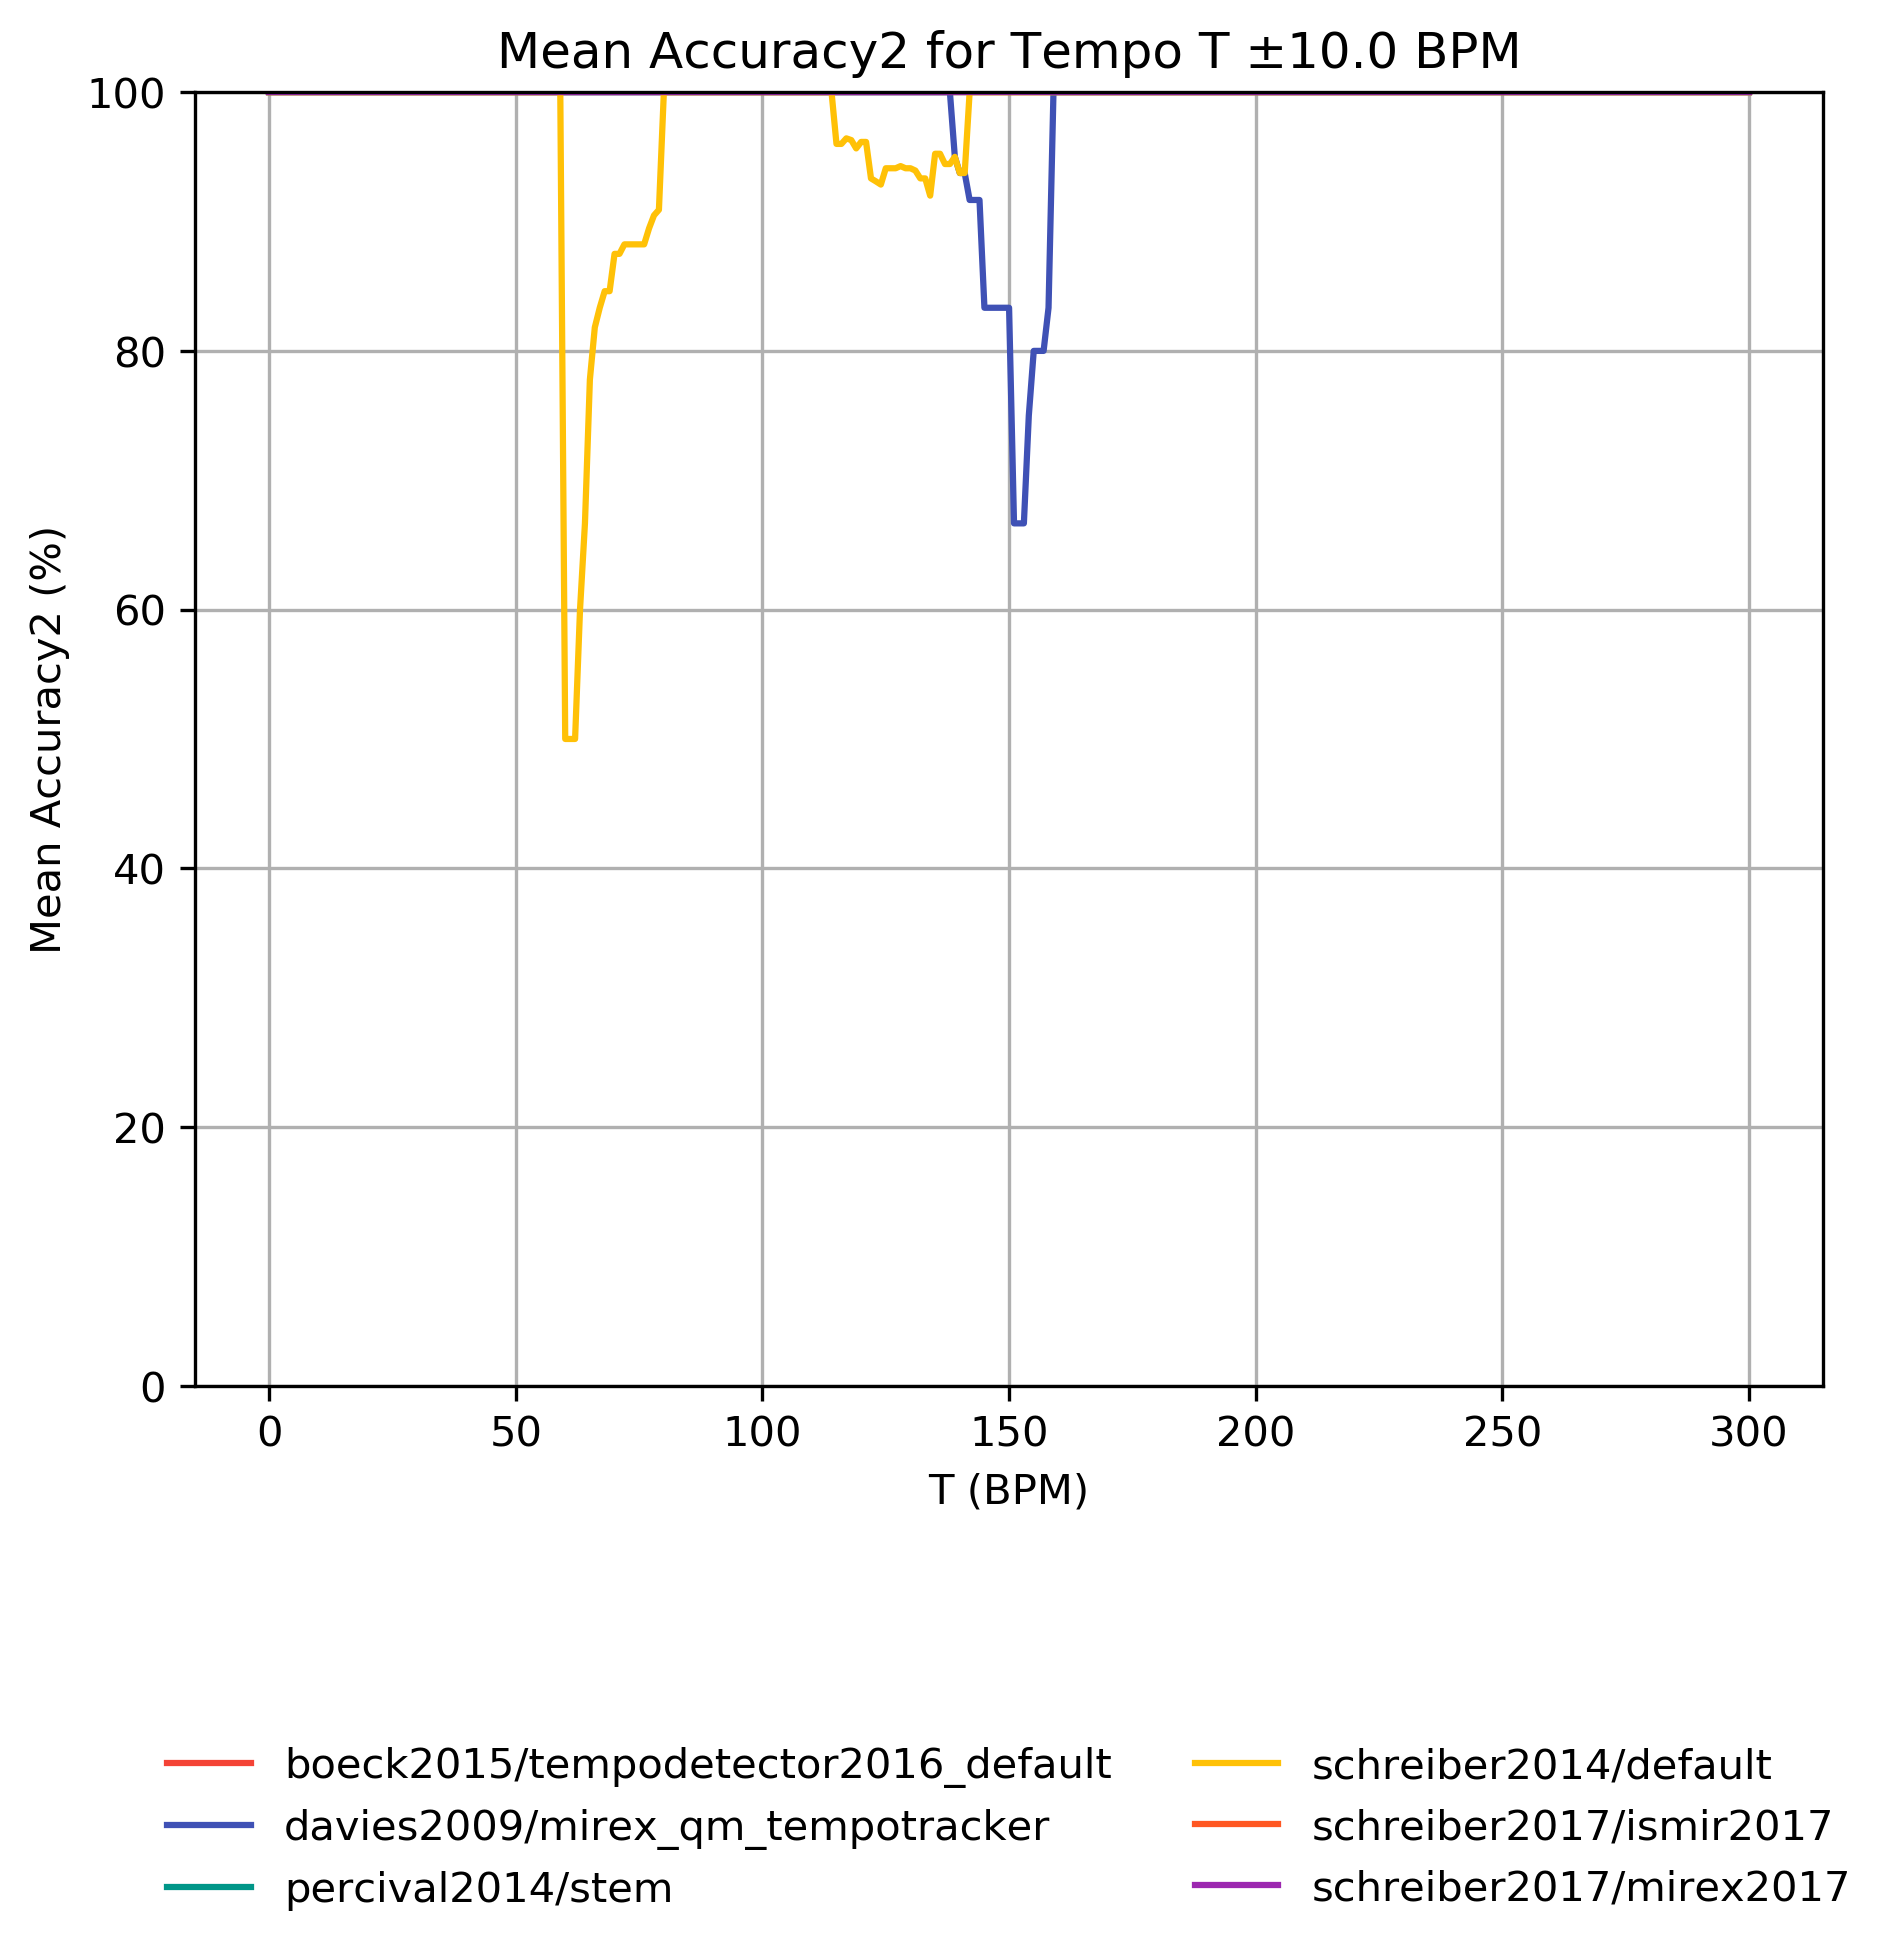 Mean Accuracy2 for Tempo T ±10.0 BPM
100
80
60
40
20
0
Mean Accuracy2 (%)
0 50 100 150 200 250 300
T (BPM)
boeck2015/tempodetector2016_default
davies2009/mirex_qm_tempotracker
percival2014/stem
schreiber2014/default
schreiber2017/ismir2017
schreiber2017/mirex2017